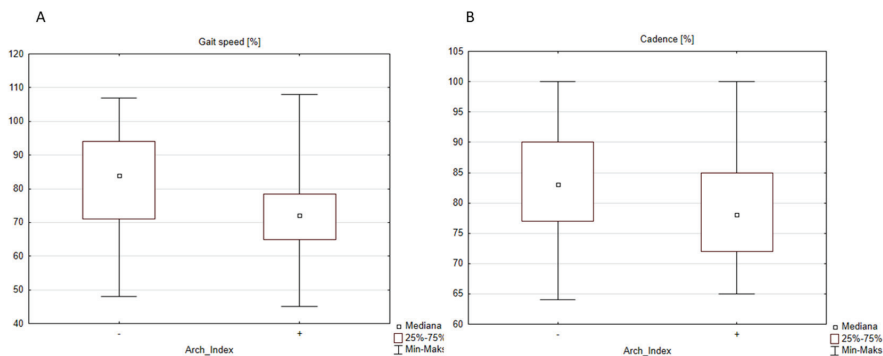 A
Gait speed [%]
120
110
100
90
80
70
60
50
40
-
+
Arch_Index
Mediana
25%-75%
Min-Maks
B
Cadence [%]
105
100
95
90
85
80
75
70
65
60
-
+
Arch_Index
Mediana
25%-75%
Min-Maks